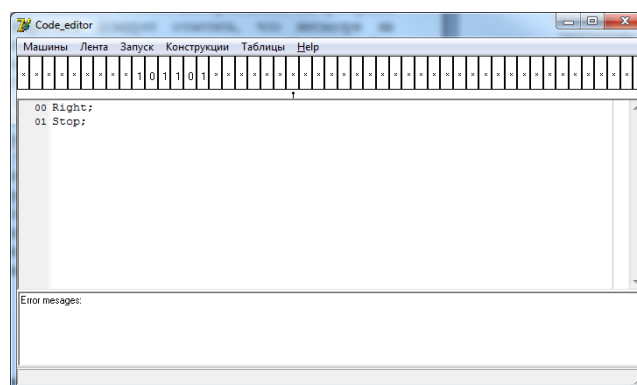 Code_editor
Машины Лента Запуск Конструкции Таблицы Help
× × × × × × × × × × 1 0 1 1 0 1 × × × × × × × × × × × × × × × × × × × × × × × × × × × × × × × × × × ×
00 Right;
01 Stop;
Error mesages: